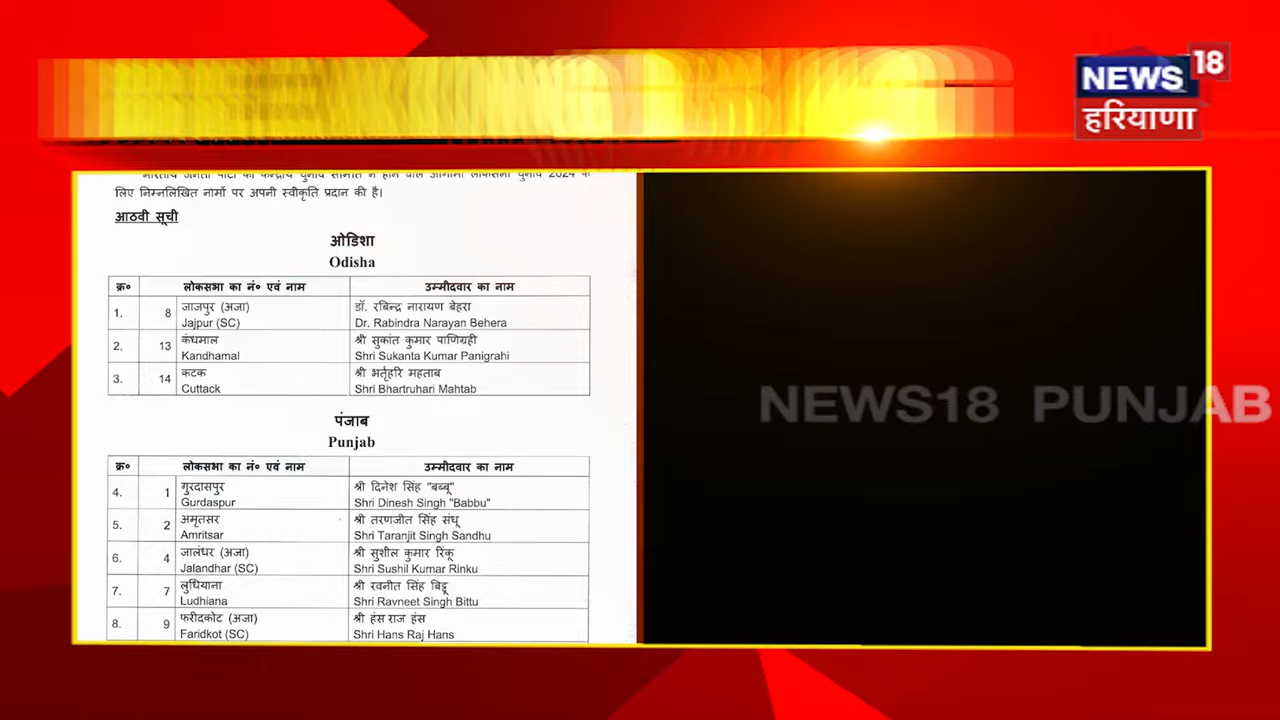 NEWS 18
हरियाणा
लिए निम्नलिखित नामों पर अपनी स्वीकृति प्रदान की है।
आठवी सूची
ओडिशा
Odisha
क्र० लोकसभा का नं० एवं नाम उम्मीदवार का नाम
1. 8 जाजपुर (अजा) डॉ. रबिन्द्र नारायण बेहरा
Jajpur (SC) Dr. Rabindra Narayan Behera
2. 13 कंधमाल श्री सुकांत कुमार पाणिग्रही
Kandhamal Shri Sukanta Kumar Panigrahi
3. 14 कटक श्री भर्तृहरि महताब
Cuttack Shri Bhartruhari Mahtab
पंजाब
Punjab
क्र० लोकसभा का नं० एवं नाम उम्मीदवार का नाम
4. 1 गुरदासपुर श्री दिनेश सिंह "बब्बू"
Gurdaspur Shri Dinesh Singh "Babbu"
5. 2 अमृतसर श्री तरणजीत सिंह संधू
Amritsar Shri Taranjit Singh Sandhu
6. 4 जालंधर (अजा) श्री सुशील कुमार रिंकू
Jalandhar (SC) Shri Sushil Kumar Rinku
7. 7 लुधियाना श्री रवनीत सिंह बिट्टू
Ludhiana Shri Ravneet Singh Bittu
8. 9 फरीदकोट (अजा) श्री हंस राज हंस
Faridkot (SC) Shri Hans Raj Hans
NEWS18 PUNJAB